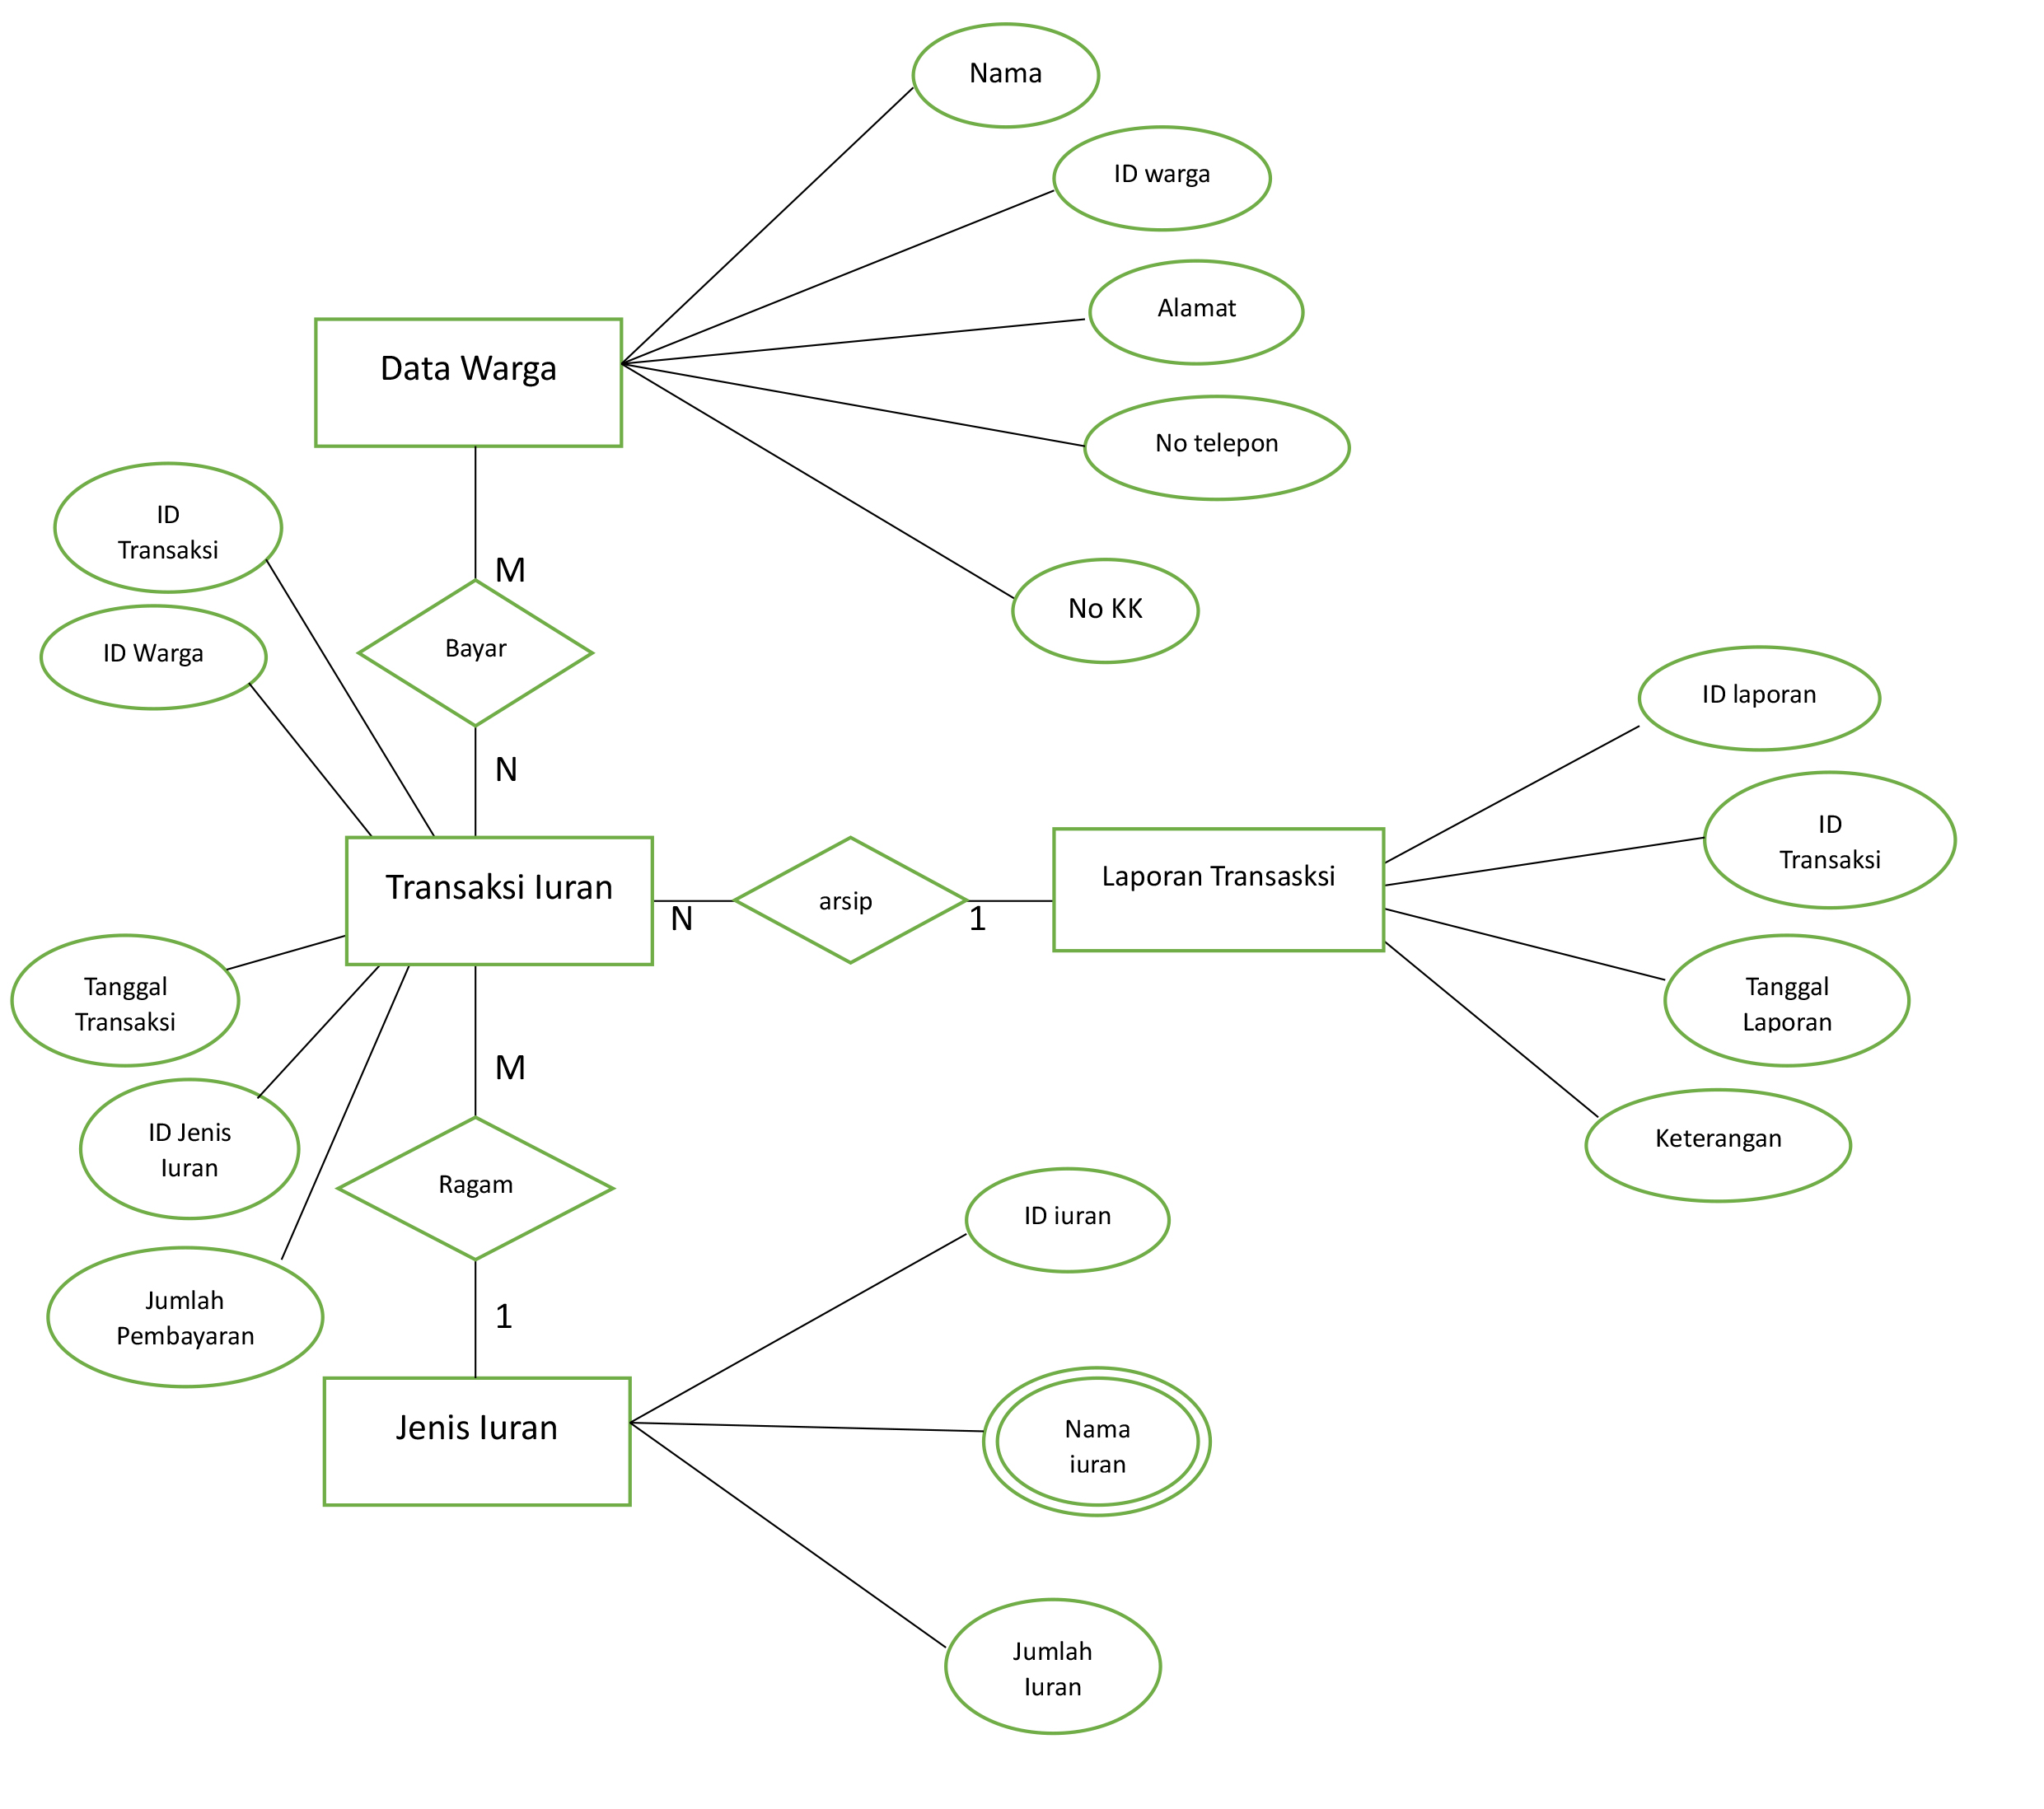 Nama
ID warga
Alamat
Data Warga
No telepon
ID
Transaksi
M
No KK
Bayar
ID Warga
ID laporan
N
ID
Transaksi
Transaksi Iuran
Laporan Transasksi
arsip
N
1
Tanggal
Transaksi
Tanggal
Laporan
M
ID Jenis
Iuran
Keterangan
Ragam
ID iuran
Jumlah
Pembayaran
1
Jenis Iuran
Nama
iuran
Jumlah
Iuran